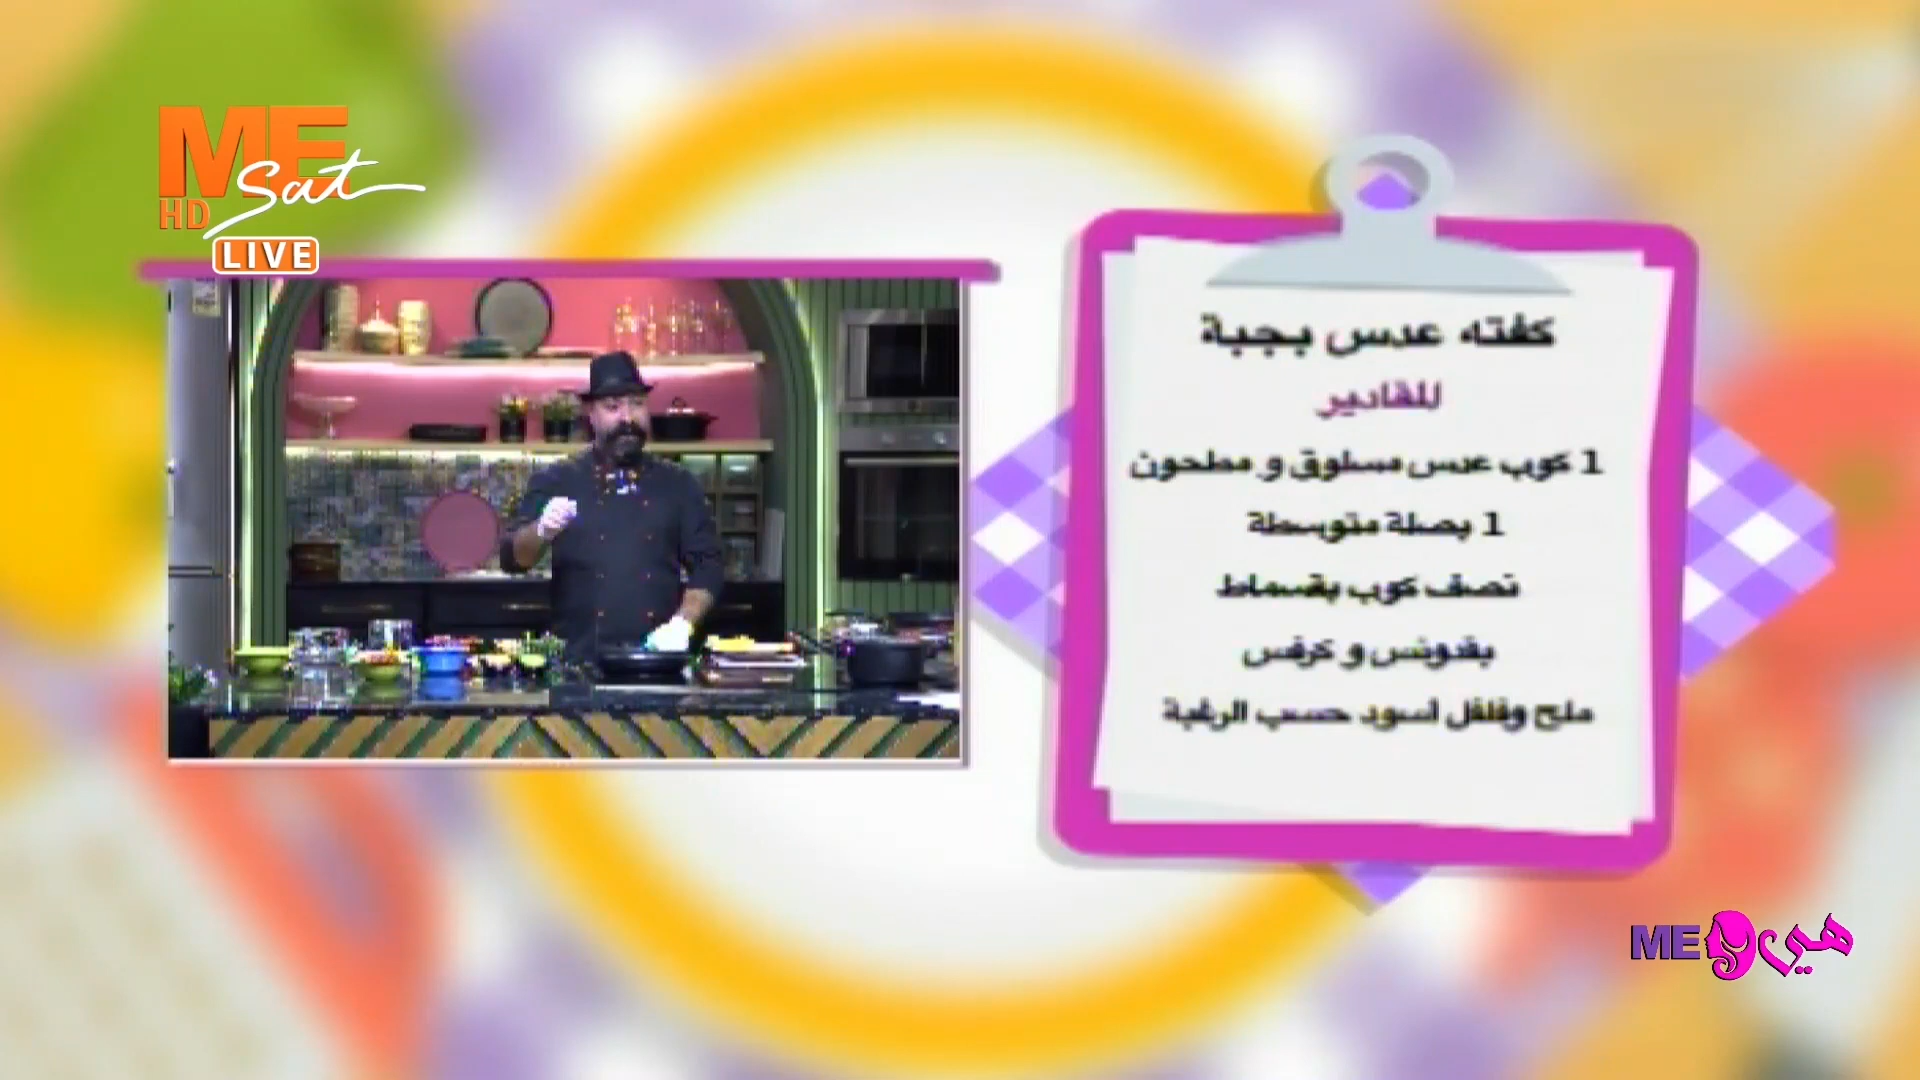 ME
Sat
HD
LIVE
كفته عدس بجبة
المقادير
1 كوب عدس مسلوق و مطحون
1 بصلة متوسطة
نصف كوب بقسماط
بقدونس و كرفس
ملح وفلفل أسود حسب الرغبة
ME هي